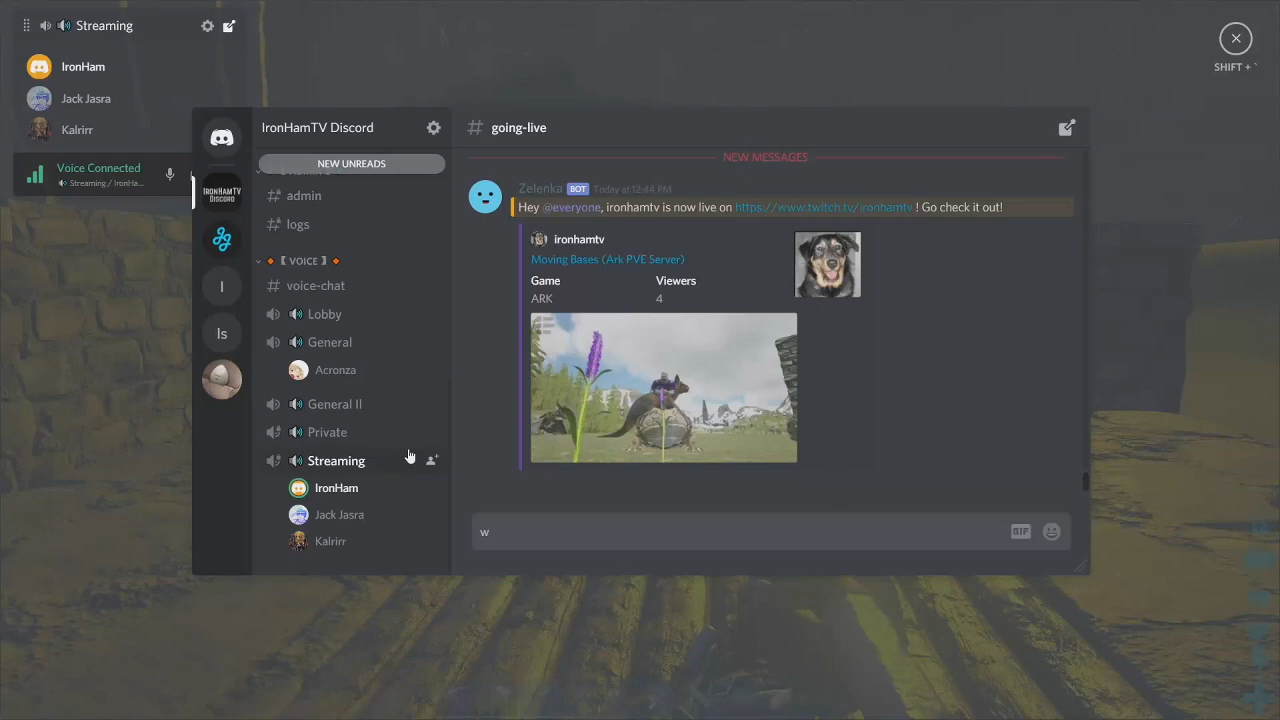 Streaming
IronHam
Jack Jasra
Kalrirr
Voice Connected
Streaming / IronHa...
SHIFT + `
IRONHAMTV
DISCORD
I
Is
IronHamTV Discord
NEW UNREADS
admin
logs
【 VOICE 】
voice-chat
Lobby
General
Acronza
General II
Private
Streaming
IronHam
Jack Jasra
Kalrirr
# going-live
NEW MESSAGES
Zelenka BOT Today at 12:44 PM
Hey @everyone, ironhamtv is now live on https://www.twitch.tv/ironhamtv ! Go check it out!
ironhamtv
Moving Bases (Ark PVE Server)
Game Viewers
ARK 4
w
GIF